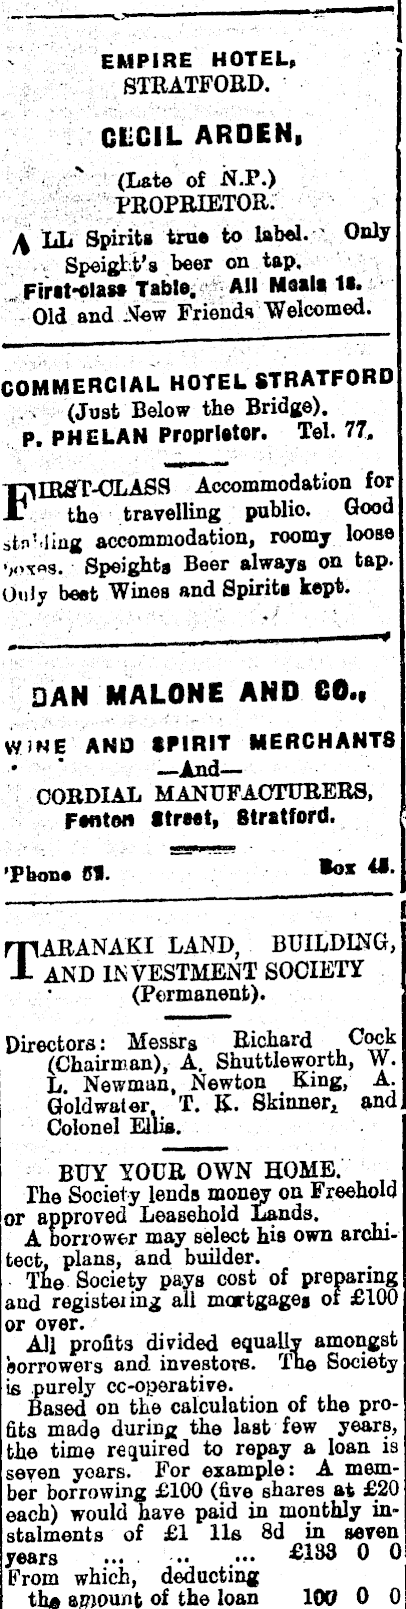 EMPIRE HOTEL,
STRATFORD.
CECIL ARDEN,
(Late of N.P.)
PROPRIETOR.
ALL Spirits true to label. Only
Speight's beer on tap.
First-class Table. All Meals 1s.
Old and New Friends Welcomed.
COMMERCIAL HOTEL STRATFORD
(Just Below the Bridge).
P. PHELAN Proprietor. Tel. 77.
FIRST-CLASS Accommodation for
the travelling public. Good
stabling accommodation, roomy loose
boxes. Speights Beer always on tap.
Only best Wines and Spirits kept.
DAN MALONE AND CO.,
WINE AND SPIRIT MERCHANTS
—And—
CORDIAL MANUFACTURERS,
Fenton Street, Stratford.
'Phone Box
TARANAKI LAND, BUILDING,
AND INVESTMENT SOCIETY
(Permanent).
Directors: Messrs Richard Cock
(Chairman), A. Shuttleworth, W.
L. Newman, Newton King, A.
Goldwater, T. K. Skinner, and
Colonel Ellis.
BUY YOUR OWN HOME.
The Society lends money on Freehold
or approved Leasehold Lands.
A borrower may select his own archi-
tect, plans, and builder.
The Society pays cost of preparing
and registering all mortgages of £100
or over.
All profits divided equally amongst
borrowers and investors. The Society
is purely co-operative.
Based on the calculation of the pro-
fits made during the last few years,
the time required to repay a loan is
seven years. For example: A mem-
ber borrowing £100 (five shares at £20
each) would have paid in monthly in-
stalments of £1 11s 8d in seven
years ... .. ... £133 0 0
From which, deducting
the amount of the loan 100 0 0